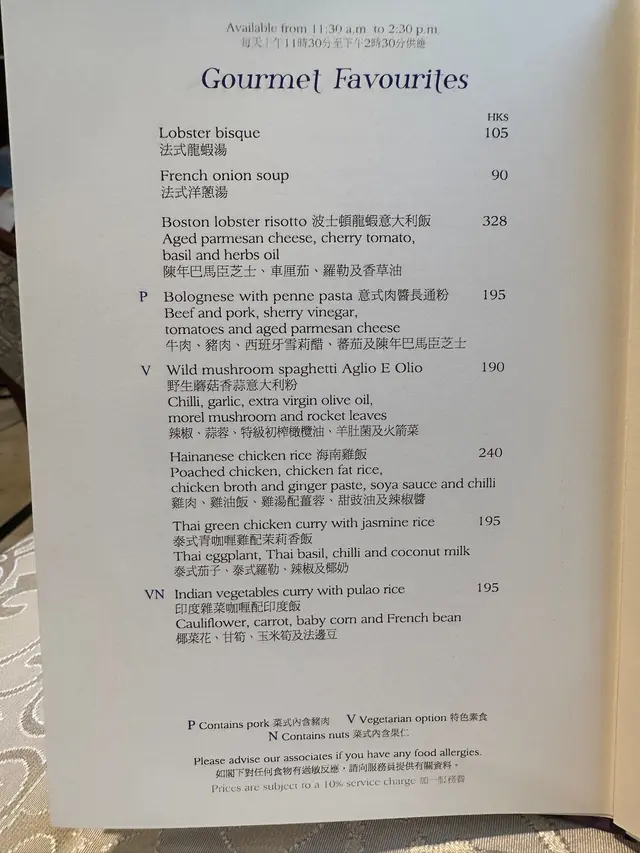 Available from 11:30 a.m. to 2:30 p.m.
每天上午11時30分至下午2時30分供應
Gourmet Favourites
HK$
Lobster bisque 105
法式龍蝦湯
French onion soup 90
法式洋蔥湯
Boston lobster risotto 波士頓龍蝦意大利飯 328
Aged parmesan cheese, cherry tomato,
basil and herbs oil
陳年巴馬臣芝士、車厘茄、羅勒及香草油
P Bolognese with penne pasta 意式肉醬長通粉 195
Beef and pork, sherry vinegar,
tomatoes and aged parmesan cheese
牛肉、豬肉、西班牙雪莉醋、蕃茄及陳年巴馬臣芝士
V Wild mushroom spaghetti Aglio E Olio 190
野生蘑菇香蒜意大利粉
Chilli, garlic, extra virgin olive oil,
morel mushroom and rocket leaves
辣椒、蒜蓉、特級初榨橄欖油、羊肚菌及火箭菜
Hainanese chicken rice 海南雞飯 240
Poached chicken, chicken fat rice,
chicken broth and ginger paste, soya sauce and chilli
雞肉、雞油飯、雞湯配薑蓉、甜豉油及辣椒醬
Thai green chicken curry with jasmine rice 195
泰式青咖喱雞配茉莉香飯
Thai eggplant, Thai basil, chilli and coconut milk
泰式茄子、泰式羅勒、辣椒及椰奶
VN Indian vegetables curry with pulao rice 195
印度雜菜咖喱配印度飯
Cauliflower, carrot, baby corn and French bean
椰菜花、甘筍、玉米筍及法邊豆
P Contains pork 菜式內含豬肉 V Vegetarian option 特色素食
N Contains nuts 菜式內含果仁
Please advise our associates if you have any food allergies.
如閣下對任何食物有過敏反應，請向服務員提供有關資料。
Prices are subject to a 10% service charge 加一服務費